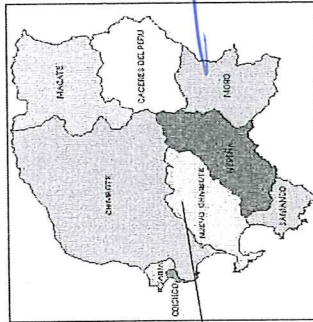 MACATE
CACERES DEL PERU
MORO
CHIMBOTE
NEPEÑA
NUEVO CHIMBOTE
SAMANCO
COISHCO